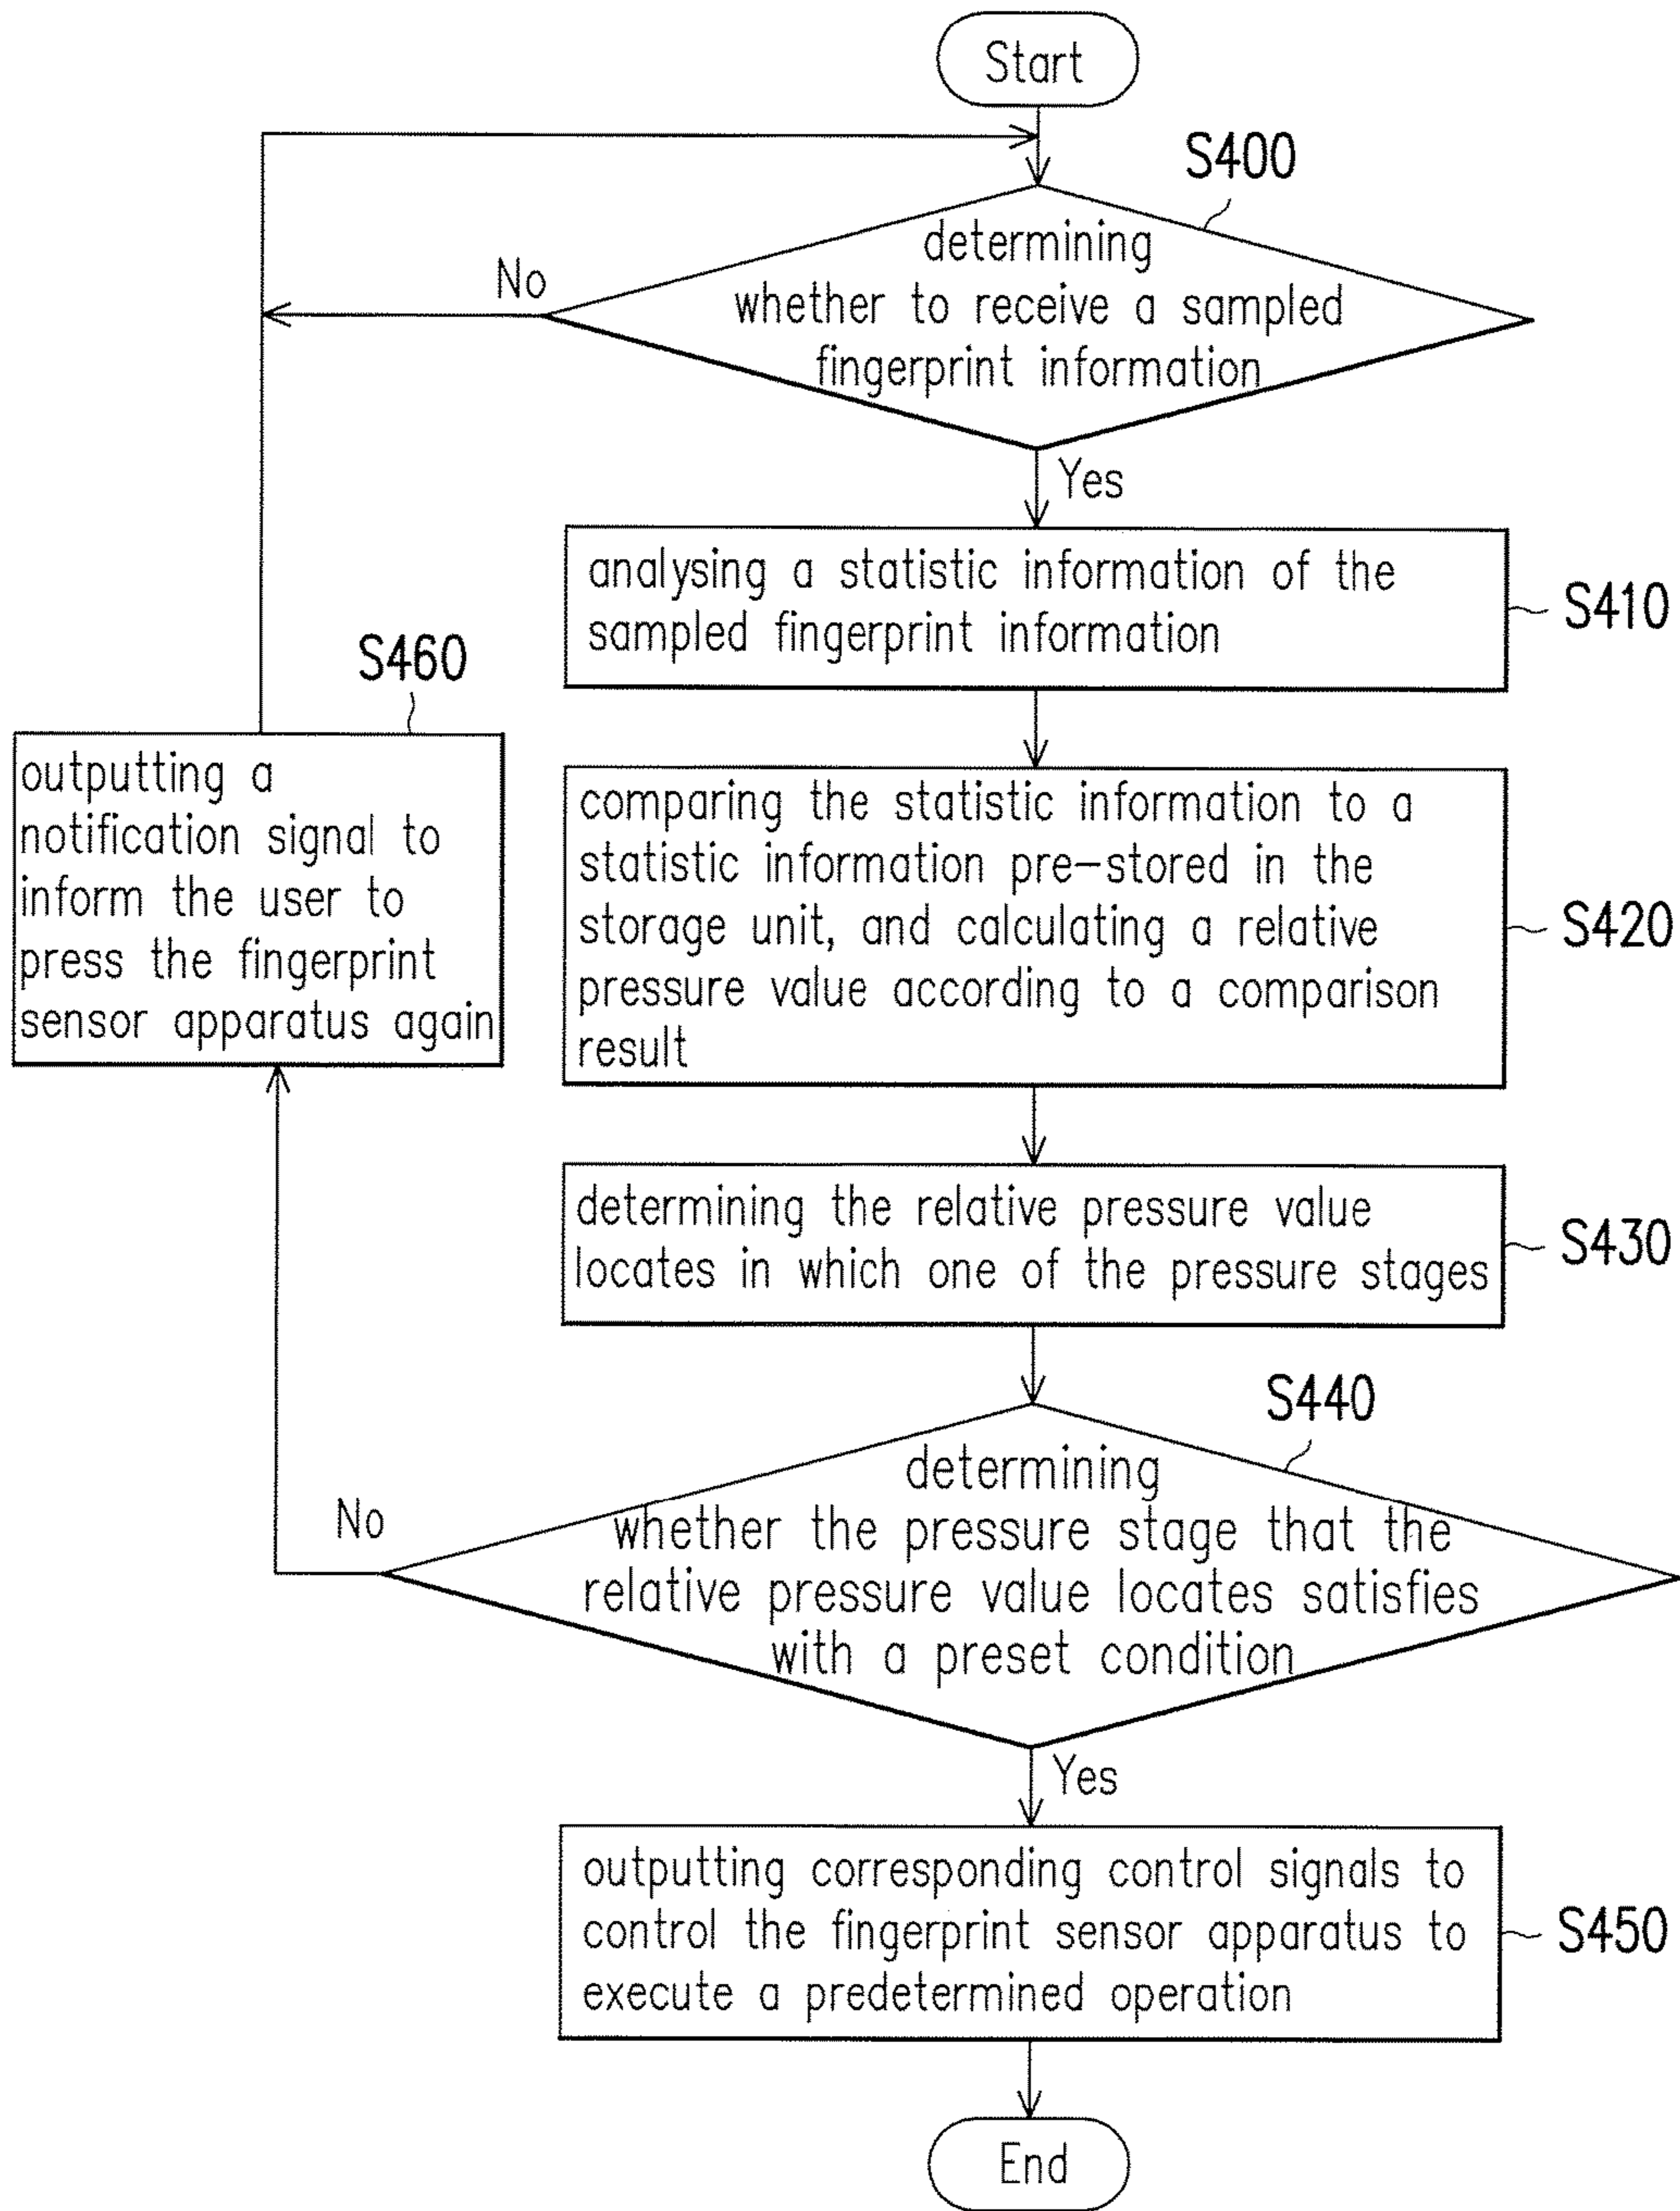 Start
S400
determining
whether to receive a sampled
fingerprint information
No
Yes
analysing a statistic information of the
sampled fingerprint information
S410
S460
outputting a
notification signal to
inform the user to
press the fingerprint
sensor apparatus again
comparing the statistic information to a
statistic information pre-stored in the
storage unit, and calculating a relative
pressure value according to a comparison
result
S420
determining the relative pressure value
locates in which one of the pressure stages
S430
S440
determining
whether the pressure stage that the
relative pressure value locates satisfies
with a preset condition
No
Yes
outputting corresponding control signals to
control the fingerprint sensor apparatus to
execute a predetermined operation
S450
End